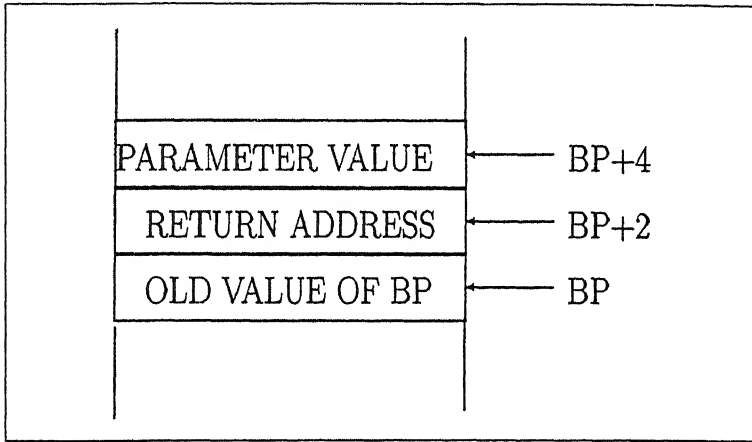 PARAMETER VALUE BP+4
RETURN ADDRESS BP+2
OLD VALUE OF BP BP